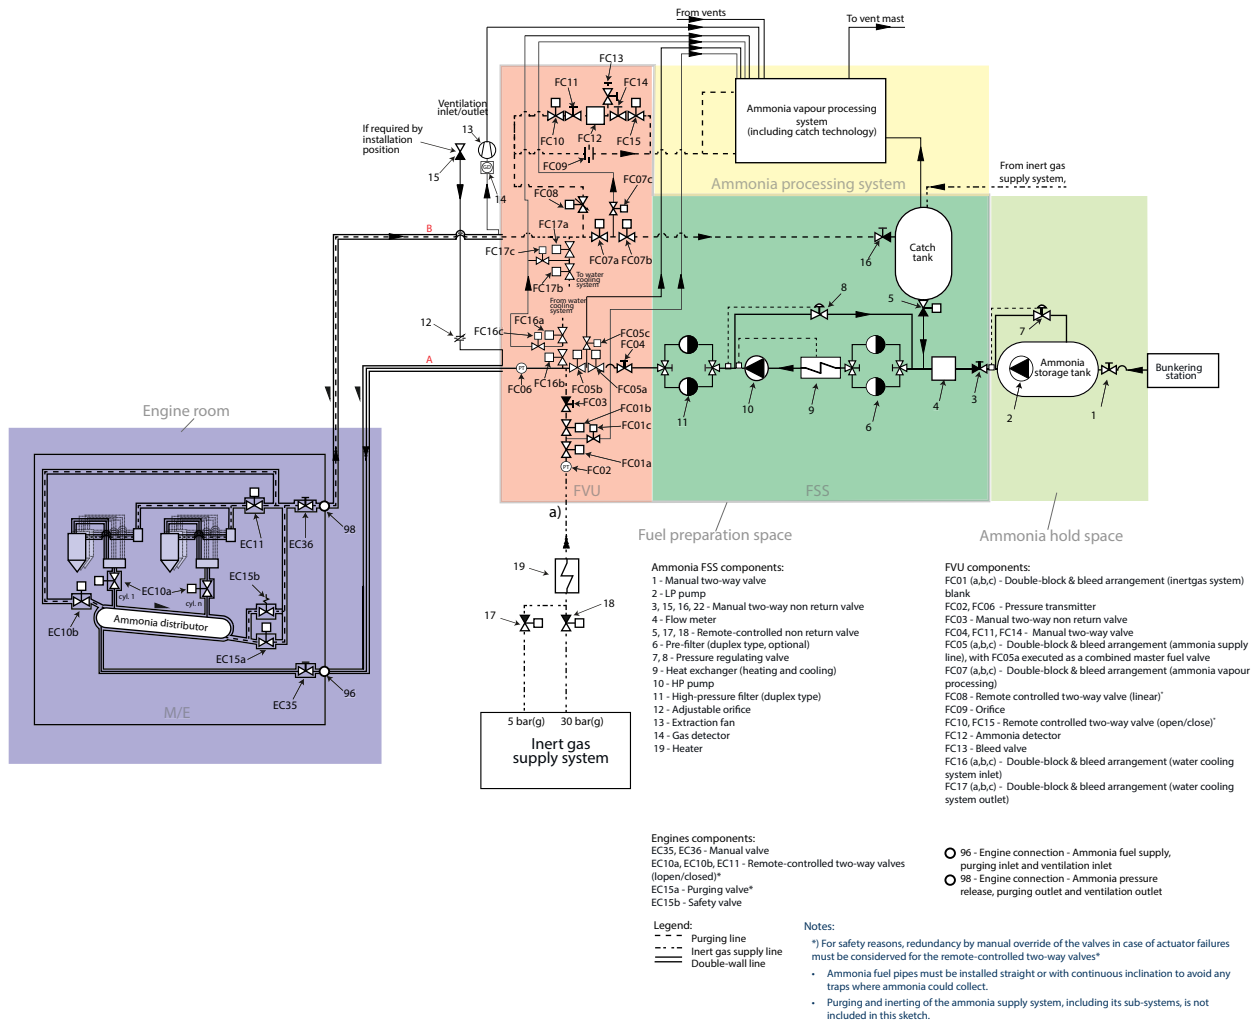 From vents
To vent mast
FC13
FC11
FC14
Ventilation
inlet/outlet
13
If required by
installation
position
15
GD
14
FC10
FC12
FC15
FC09
Ammonia vapour processing
system
(including catch technology)
Ammonia processing system
From inert gas
supply system,
FC07c
FC08
B
FC17a
FC17c
FC07a
FC07b
FC17b
To water
cooling
system
16
Catch
tank
From water
cooling
system
FC16a
FC16c
FC05c
FC04
12
8
5
7
A
PT
FC06
FC16b
FC05b
FC05a
FC03
FC01b
FC01c
FC01a
PT
FC02
11
10
9
6
4
3
2
1
Ammonia
storage tank
Bunkering
station
Engine room
FVU
FSS
a)
Fuel preparation space
Ammonia hold space
98
EC11
EC36
EC15b
EC10a
cyl. 1
cyl. n
EC10b
Ammonia distributor
EC15a
EC35
96
M/E
19
17
18
5 bar(g)
30 bar(g)
Inert gas
supply system
Ammonia FSS components:
1 - Manual two-way valve
2 - LP pump
3, 15, 16, 22 - Manual two-way non return valve
4 - Flow meter
5, 17, 18 - Remote-controlled non return valve
6 - Pre-filter (duplex type, optional)
7, 8 - Pressure regulating valve
9 - Heat exchanger (heating and cooling)
10 - HP pump
11 - High-pressure filter (duplex type)
12 - Adjustable orifice
13 - Extraction fan
14 - Gas detector
19 - Heater
FVU components:
FC01 (a,b,c) - Double-block & bleed arrangement (inertgas system)
blank
FC02, FC06 - Pressure transmitter
FC03 - Manual two-way non return valve
FC04, FC11, FC14 - Manual two-way valve
FC05 (a,b,c) - Double-block & bleed arrangement (ammonia supply
line), with FC05a executed as a combined master fuel valve
FC07 (a,b,c) - Double-block & bleed arrangement (ammonia vapour
processing)
FC08 - Remote controlled two-way valve (linear)*
FC09 - Orifice
FC10, FC15 - Remote controlled two-way valve (open/close)*
FC12 - Ammonia detector
FC13 - Bleed valve
FC16 (a,b,c) - Double-block & bleed arrangement (water cooling
system inlet)
FC17 (a,b,c) - Double-block & bleed arrangement (water cooling
system outlet)
Engines components:
EC35, EC36 - Manual valve
EC10a, EC10b, EC11 - Remote-controlled two-way valves
(lopen/closed)*
EC15a - Purging valve*
EC15b - Safety valve
96 - Engine connection - Ammonia fuel supply,
purging inlet and ventilation inlet
98 - Engine connection - Ammonia pressure
release, purging outlet and ventilation outlet
Legend:
Purging line
Inert gas supply line
Double-wall line
Notes:
*) For safety reasons, redundancy by manual override of the valves in case of actuator failures
must be considerved for the remote-controlled two-way valves*
• Ammonia fuel pipes must be installed straight or with continuous inclination to avoid any
traps where ammonia could collect.
• Purging and inerting of the ammonia supply system, including its sub-systems, is not
included in this sketch.